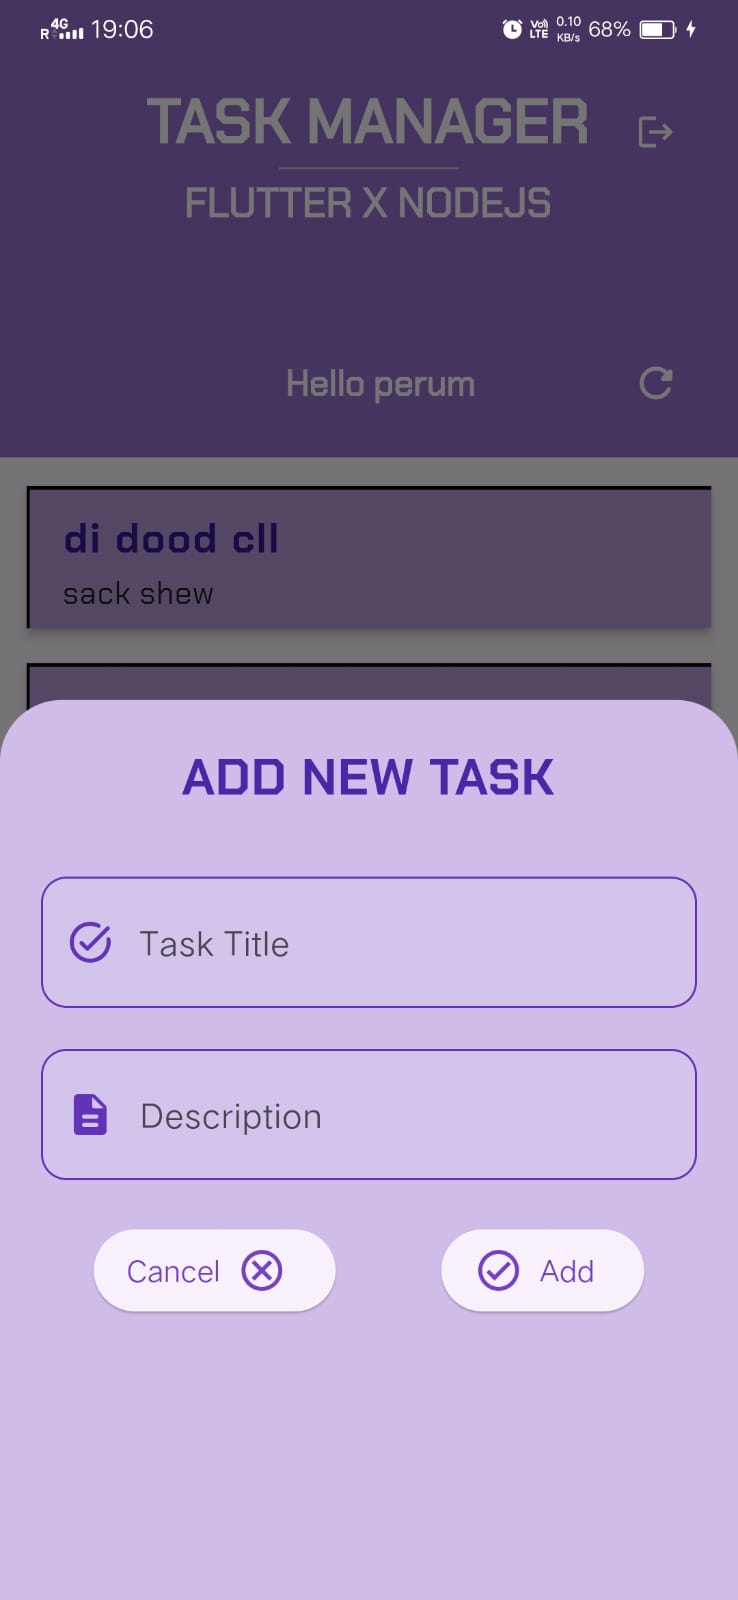 R 4G 19:06 Vo)) LTE 0.10 KB/s 68%
TASK MANAGER
FLUTTER X NODEJS
Hello perum
di dood cll
sack shew
ADD NEW TASK
Task Title
Description
Cancel Add